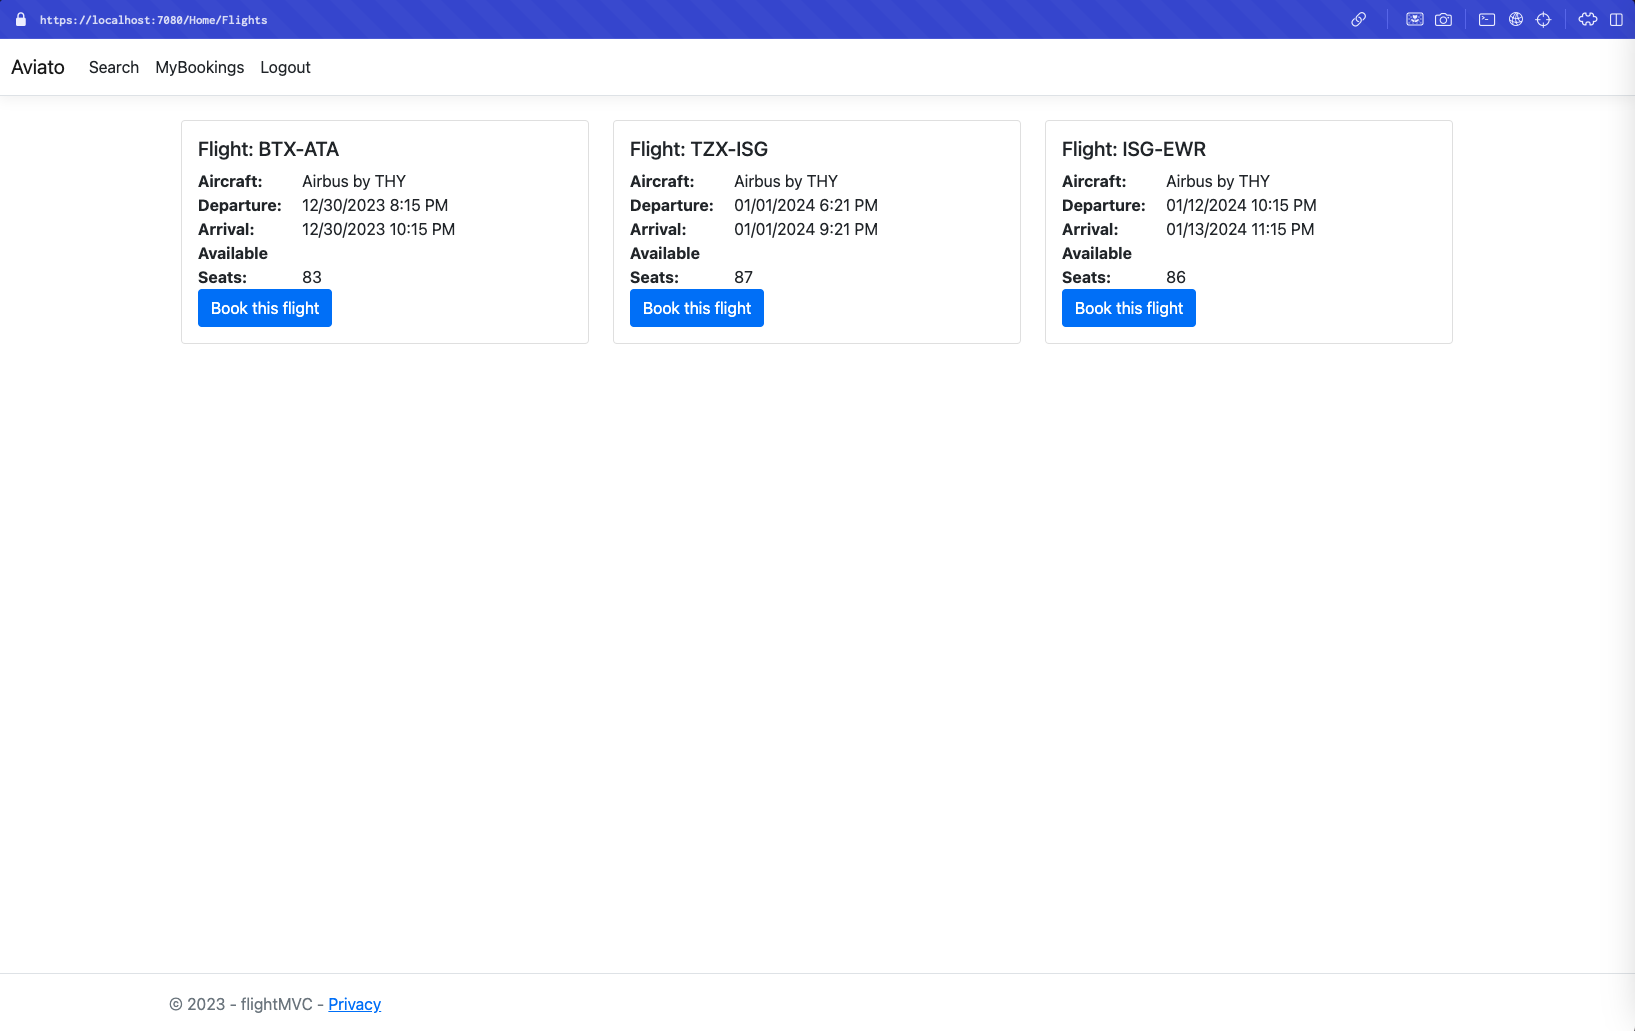 https://localhost:7080/Home/Flights
Aviato Search MyBookings Logout
Flight: BTX-ATA
Aircraft: Airbus by THY
Departure: 12/30/2023 8:15 PM
Arrival: 12/30/2023 10:15 PM
Available
Seats: 83
Book this flight
Flight: TZX-ISG
Aircraft: Airbus by THY
Departure: 01/01/2024 6:21 PM
Arrival: 01/01/2024 9:21 PM
Available
Seats: 87
Book this flight
Flight: ISG-EWR
Aircraft: Airbus by THY
Departure: 01/12/2024 10:15 PM
Arrival: 01/13/2024 11:15 PM
Available
Seats: 86
Book this flight
© 2023 - flightMVC - Privacy